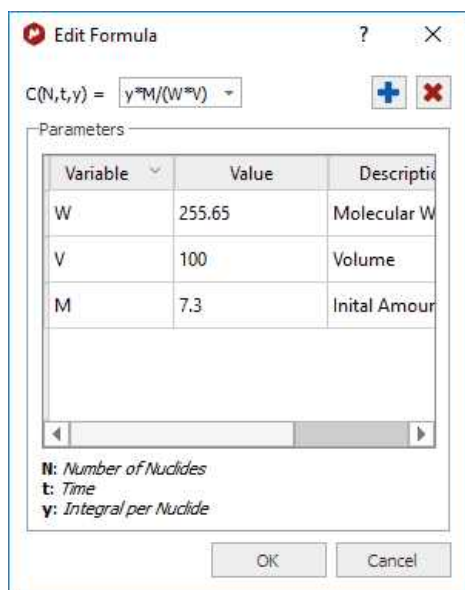 Edit Formula ? X
C(N,t,y) = y*M/(W*V)
Parameters
Variable Value Descriptic
W 255.65 Molecular W
V 100 Volume
M 7.3 Inital Amour
N: Number of Nuclides
t: Time
y: Integral per Nuclide
OK Cancel